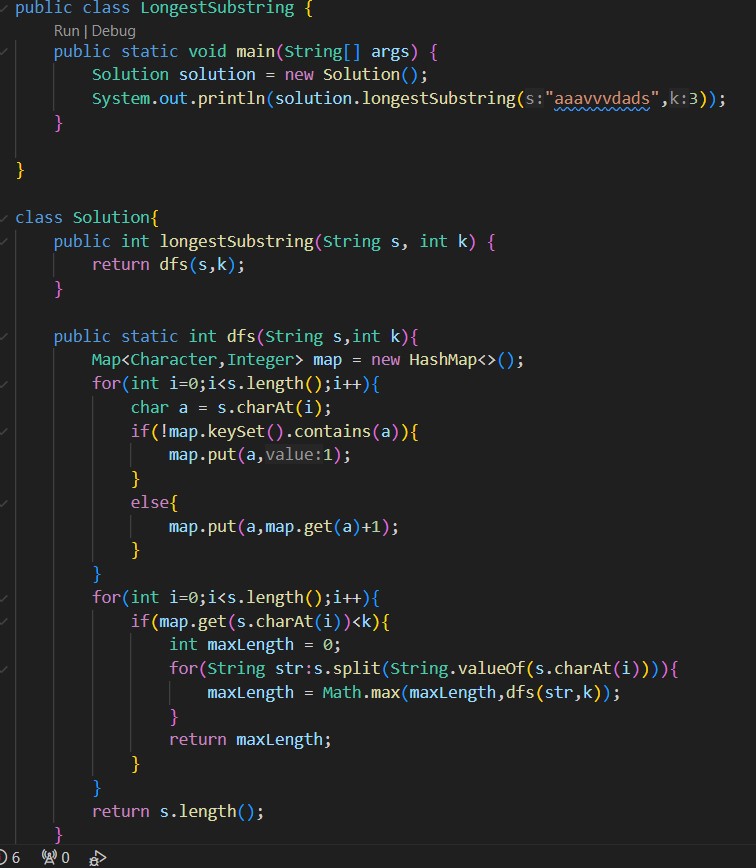 public class LongestSubstring {
Run | Debug
public static void main(String[] args) {
Solution solution = new Solution();
System.out.println(solution.longestSubstring(s:"aaavvvdads",k:3));
}
}
class Solution{
public int longestSubstring(String s, int k) {
return dfs(s,k);
}
public static int dfs(String s,int k){
Map<Character,Integer> map = new HashMap<>();
for(int i=0;i<s.length();i++){
char a = s.charAt(i);
if(!map.keySet().contains(a)){
map.put(a,value:1);
}
else{
map.put(a,map.get(a)+1);
}
}
for(int i=0;i<s.length();i++){
if(map.get(s.charAt(i))<k){
int maxLength = 0;
for(String str:s.split(String.valueOf(s.charAt(i)))){
maxLength = Math.max(maxLength,dfs(str,k));
}
return maxLength;
}
}
return s.length();
}
6 0